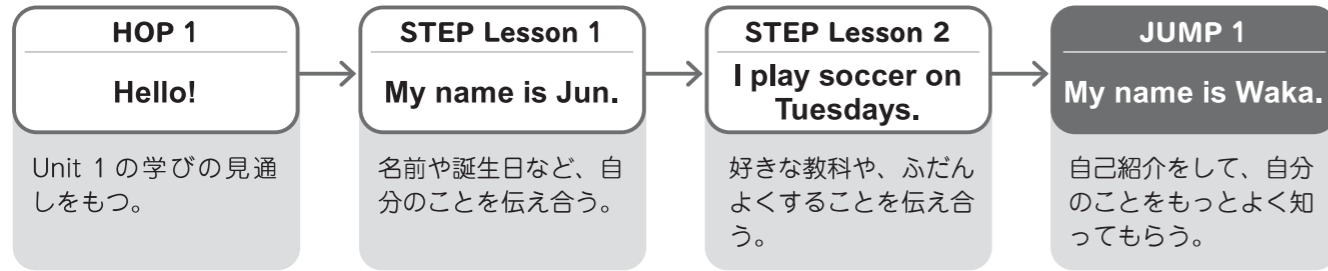 HOP 1
Hello!
Unit 1 の学びの見通
しをもつ。
STEP Lesson 1
My name is Jun.
名前や誕生日など、自
分のことを伝え合う。
STEP Lesson 2
I play soccer on
Tuesdays.
好きな教科や、ふだん
よくすることを伝え合
う。
JUMP 1
My name is Waka.
自己紹介をして、自分
のことをもっとよく知
ってもらう。